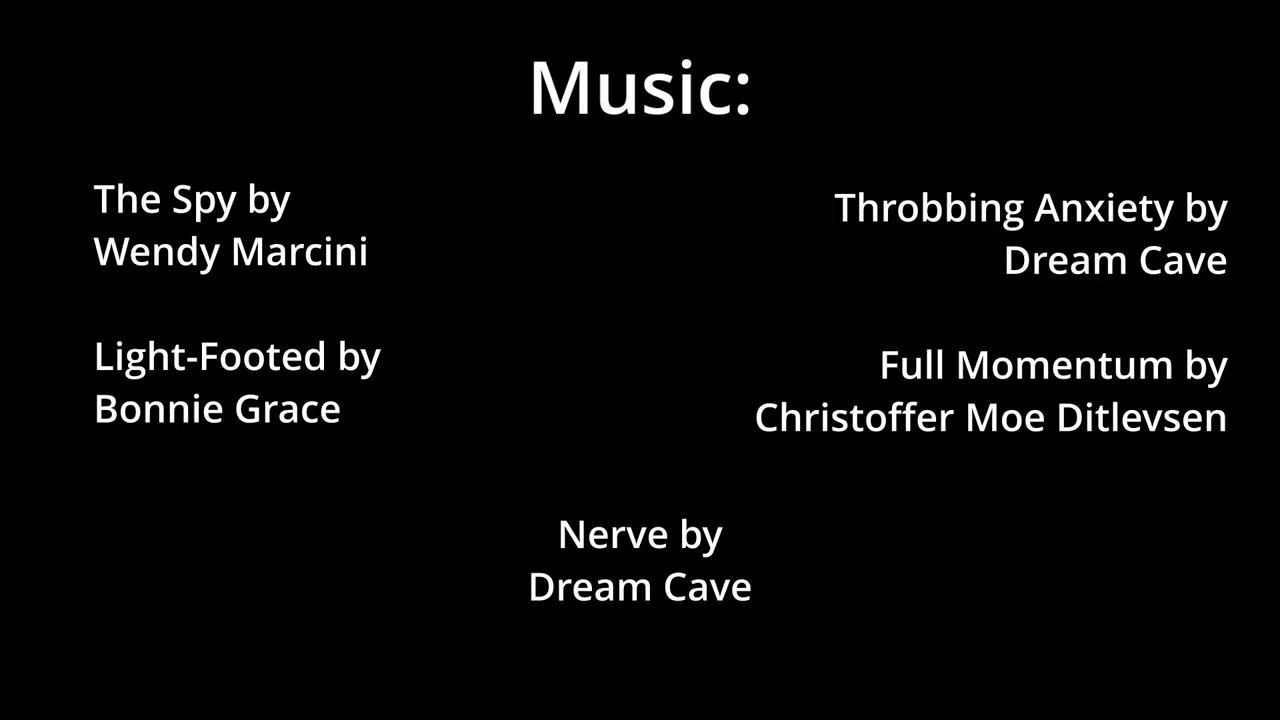 Music:
The Spy by
Wendy Marcini
Light-Footed by
Bonnie Grace
Throbbing Anxiety by
Dream Cave
Full Momentum by
Christoffer Moe Ditlevsen
Nerve by
Dream Cave